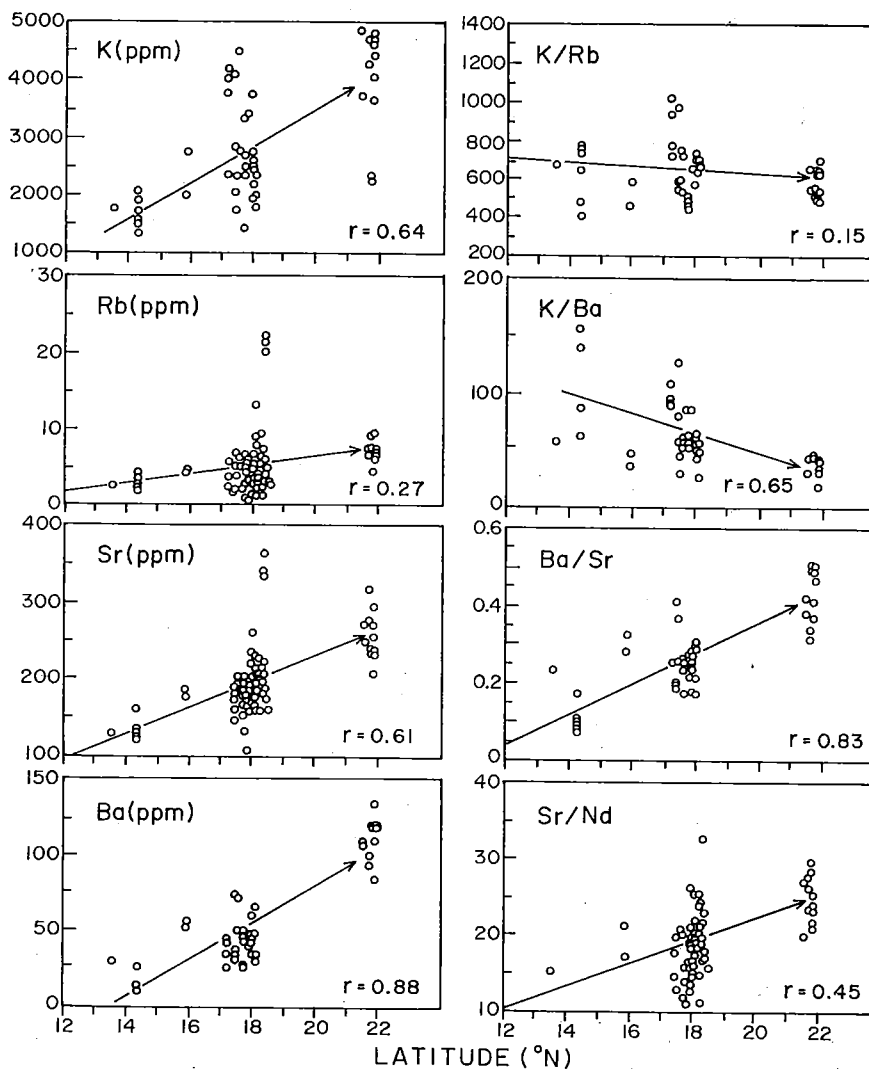 K(ppm)
5000
4000
3000
2000
1000
r = 0.64
K/Rb
1400
1200
1000
800
600
400
200
r = 0.15
Rb(ppm)
30
20
10
5
0
r = 0.27
K/Ba
200
100
0
r = 0.65
Sr(ppm)
400
300
200
100
r = 0.61
Ba/Sr
0.6
0.4
0.2
0
r = 0.83
Ba(ppm)
150
100
50
0
r = 0.88
12 14 16 18 20 22
Sr/Nd
40
30
20
10
r = 0.45
12 14 16 18 20 22
LATITUDE (°N)